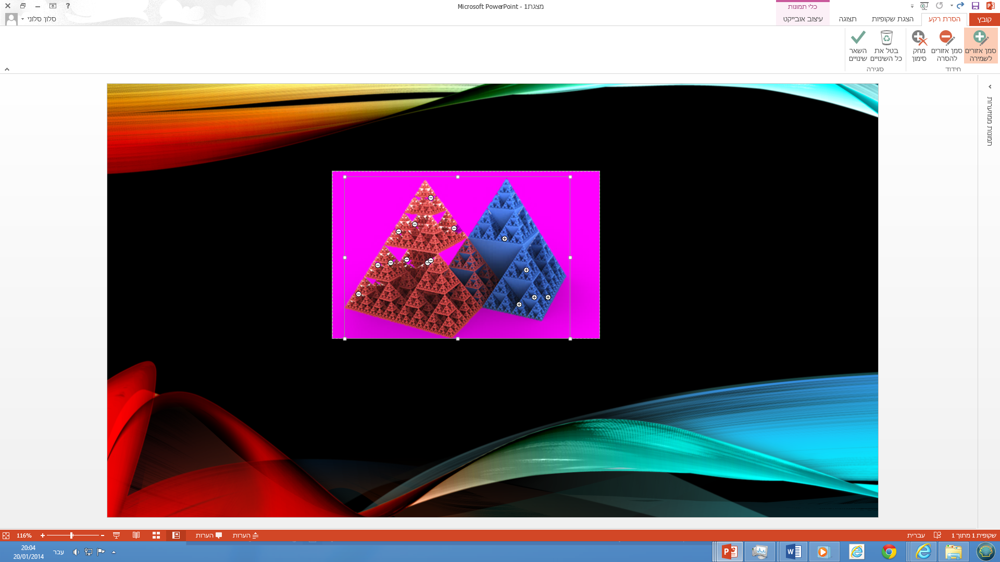 מצגת1 - Microsoft PowerPoint
כלי תמונות
קובץ
הסרת רקע
הצגת שקופיות
תצוגה
עיצוב אובייקט
סלון סלוני
סמן אזורים לשמירה
סמן אזורים להסרה
מחק סימון
בטל את כל השינויים
השאר שינויים
חידוד
סגירה
תמונות ממוזערות
שקופית 1 מתוך 1
עברית
הערות
הערות
116%
עבר
20:04
20/01/2014